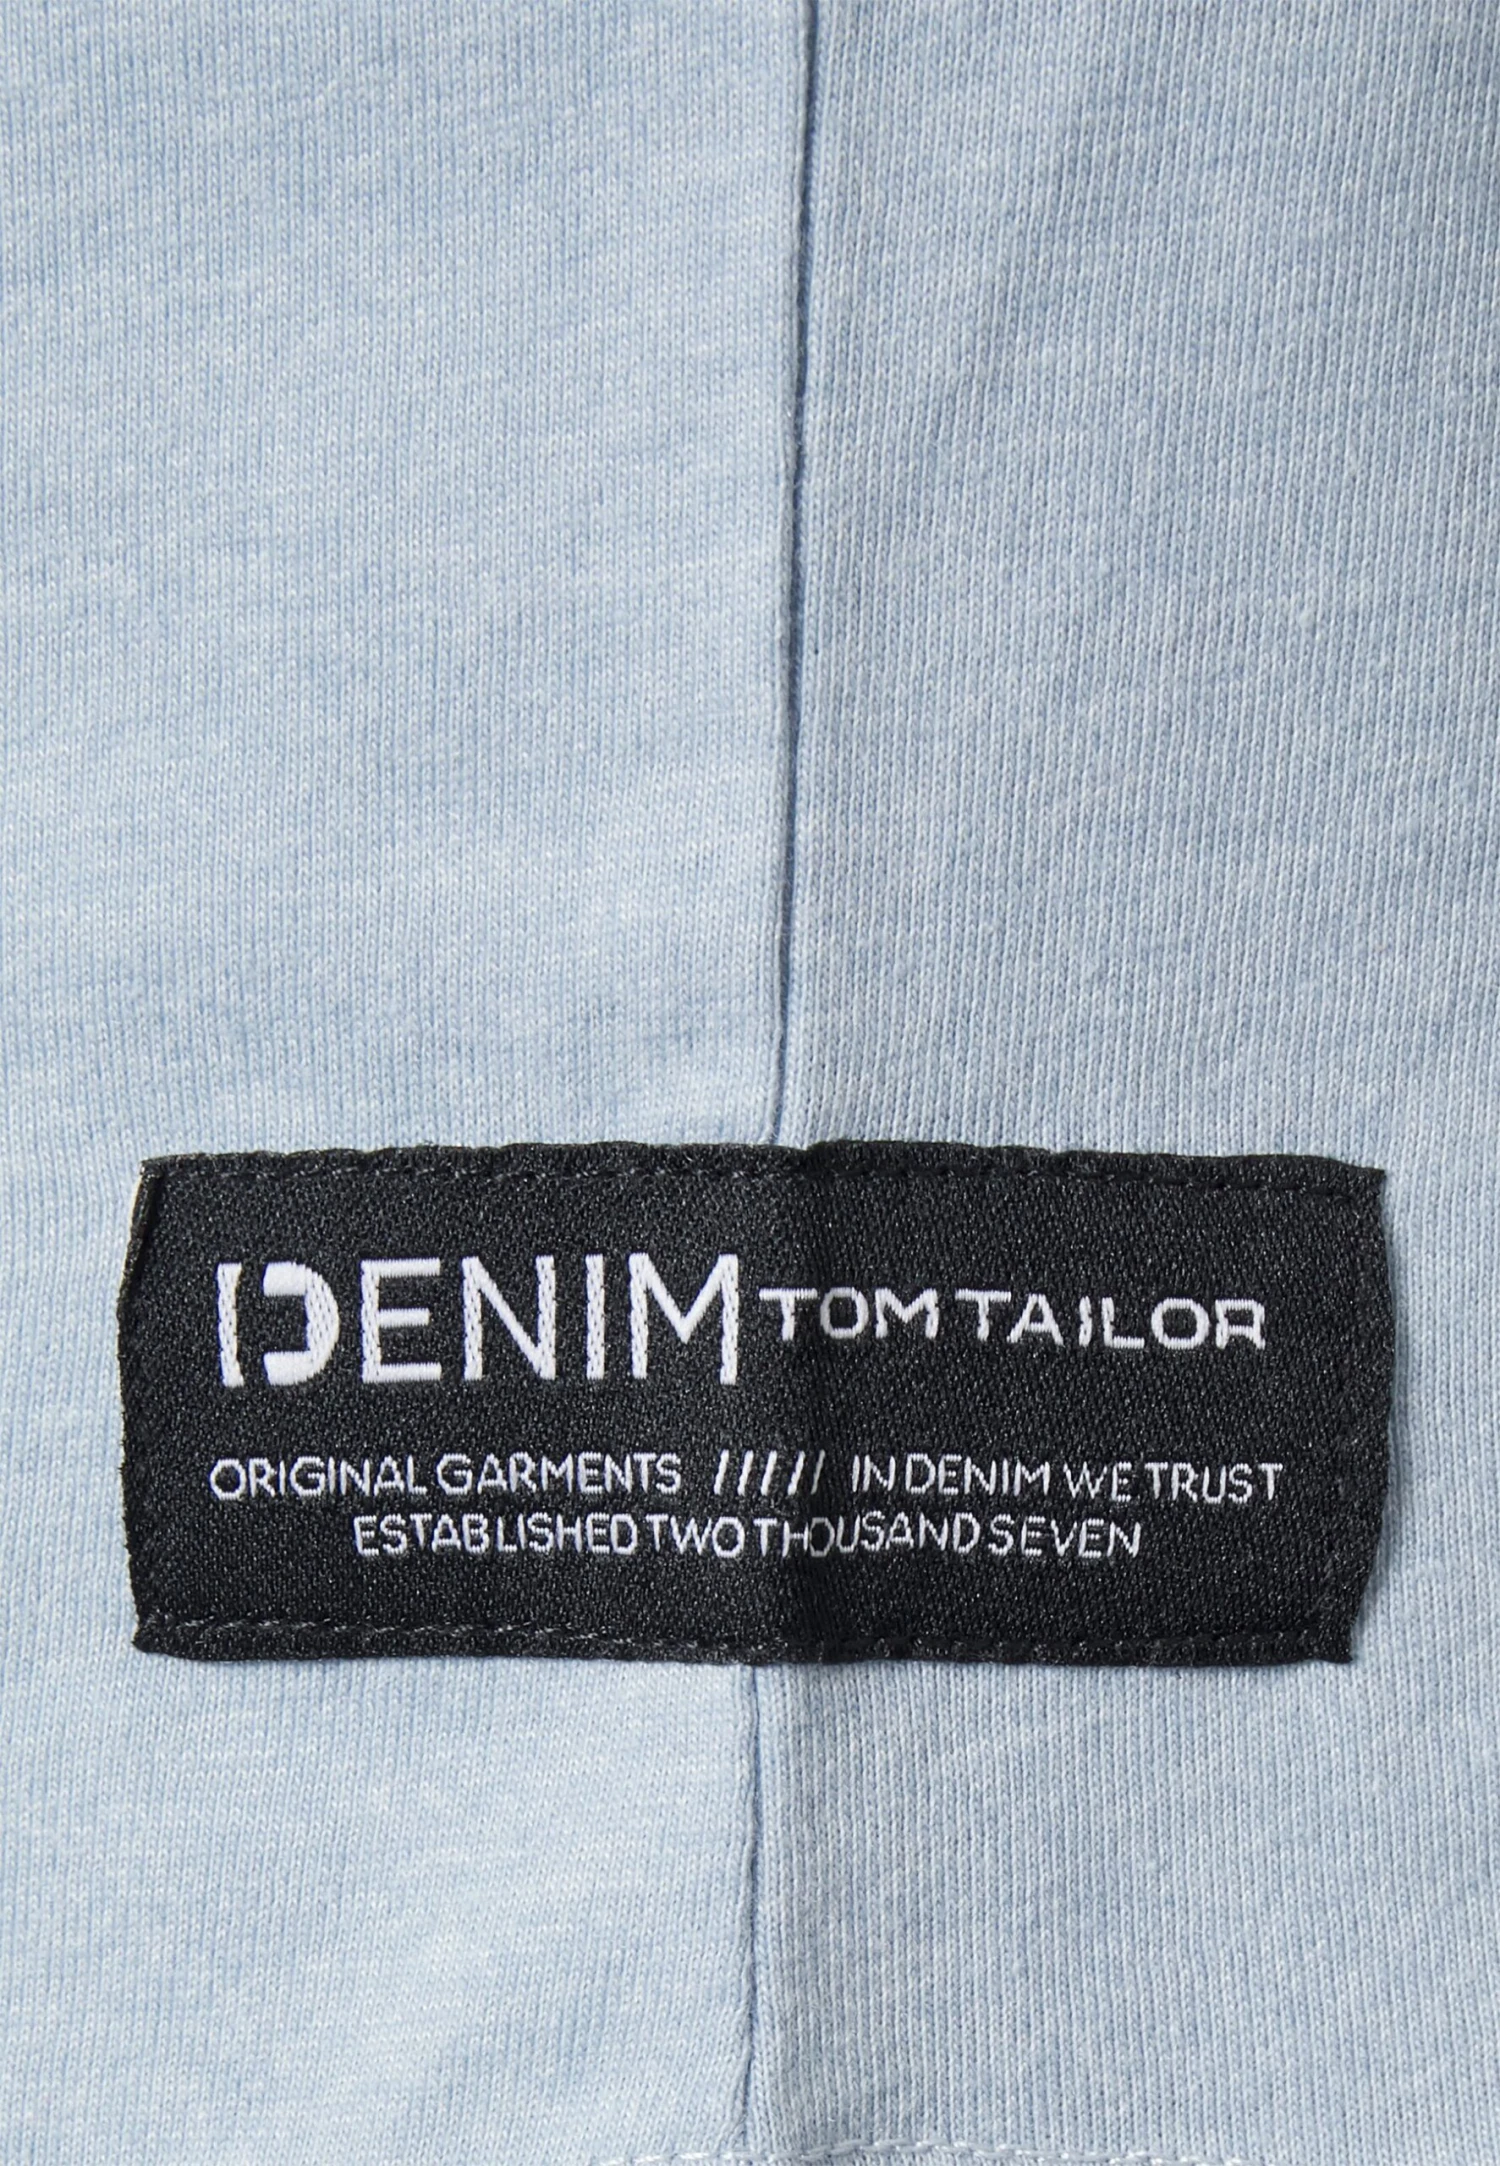 DENIM TOM TAILOR
ORIGINAL GARMENTS ///// IN DENIM WE TRUST
ESTABLISHED TWO THOUSAND SEVEN